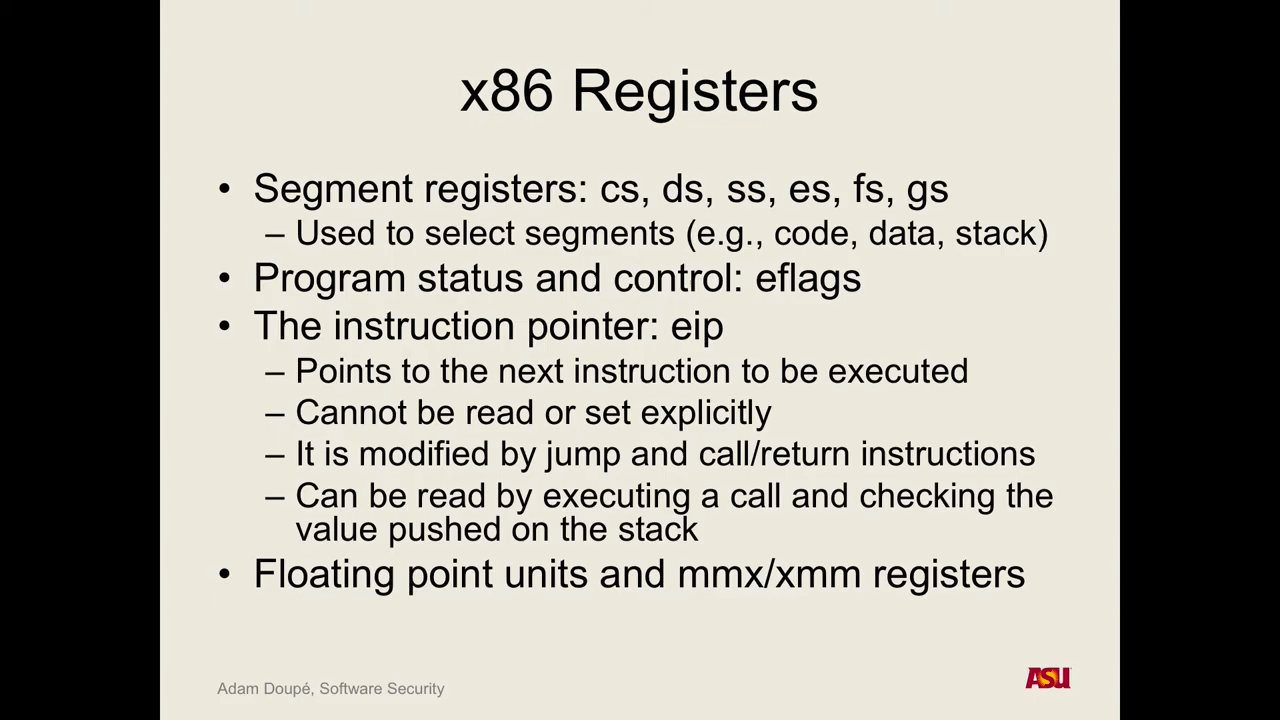 x86 Registers
• Segment registers: cs, ds, ss, es, fs, gs
– Used to select segments (e.g., code, data, stack)
• Program status and control: eflags
• The instruction pointer: eip
– Points to the next instruction to be executed
– Cannot be read or set explicitly
– It is modified by jump and call/return instructions
– Can be read by executing a call and checking the
value pushed on the stack
• Floating point units and mmx/xmm registers
Adam Doupé, Software Security
ASU